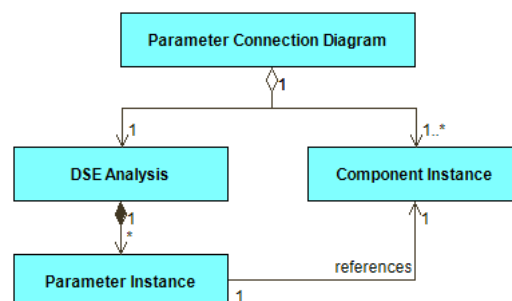 Parameter Connection Diagram
1
1
1..*
DSE Analysis
Component Instance
1
1
*
references
Parameter Instance
1